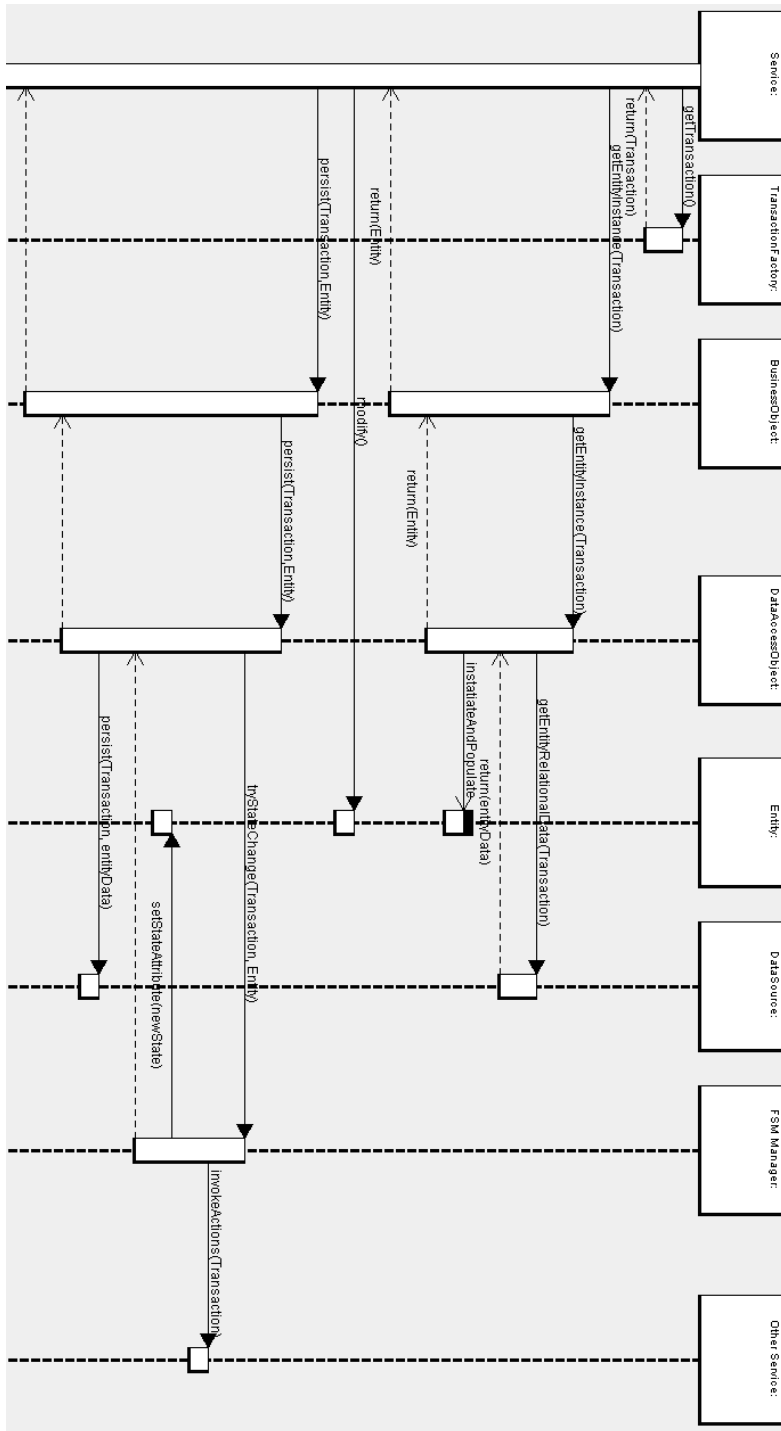 Service:
TransactionFactory:
BusinessObject:
DataAccessObject:
Entity:
DataSource:
FSM Manager:
Other Service:
getTransaction()
return(Transaction)
getEntityInstance(Transaction)
getEntityInstance(Transaction)
getEntityRelationalData(Transaction)
return(entityData)
instatiateAndPopulate
return(Entity)
return(Entity)
modify()
persist(Transaction,Entity)
persist(Transaction,Entity)
tryStateChange(Transaction, Entity)
invokeActions(Transaction)
setStateAttribute(newState)
persist(Transaction, entityData)